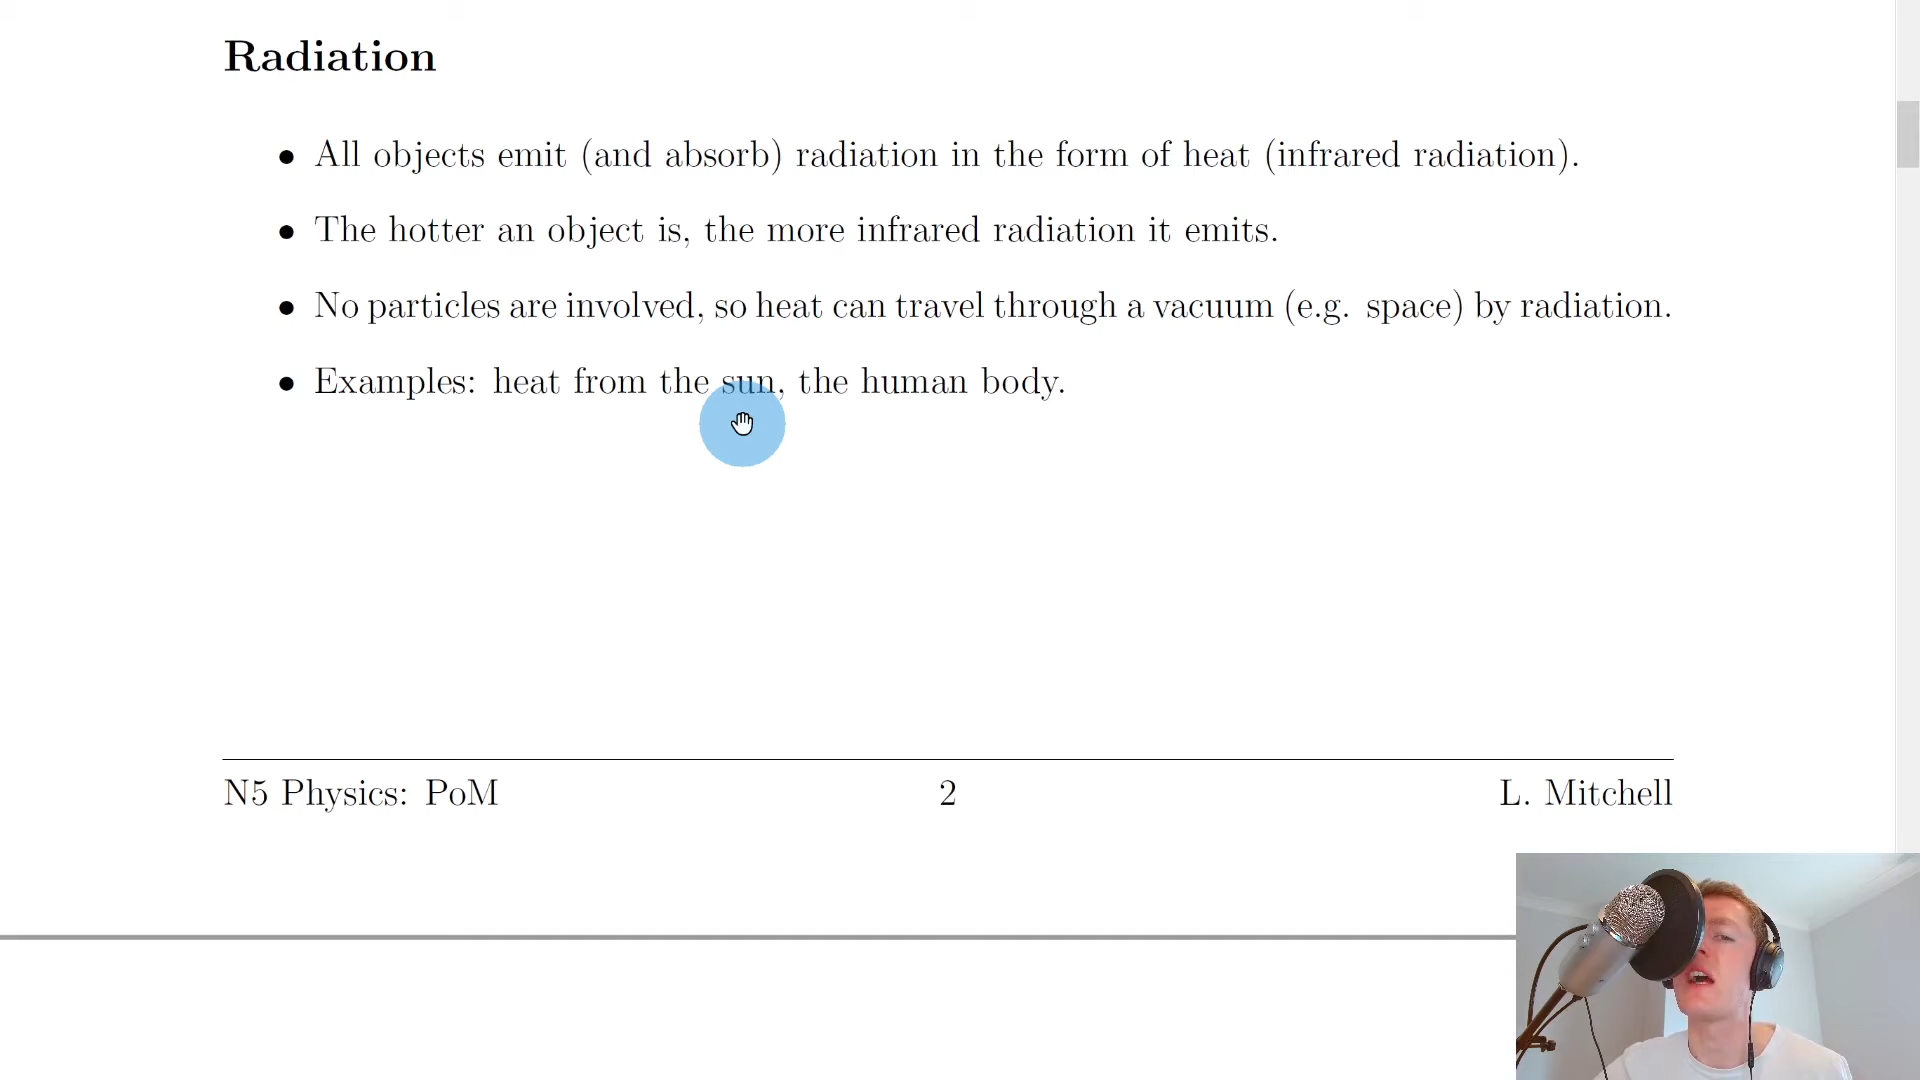 Radiation
• All objects emit (and absorb) radiation in the form of heat (infrared radiation).
• The hotter an object is, the more infrared radiation it emits.
• No particles are involved, so heat can travel through a vacuum (e.g. space) by radiation.
• Examples: heat from the sun, the human body.
N5 Physics: PoM 2 L. Mitchell